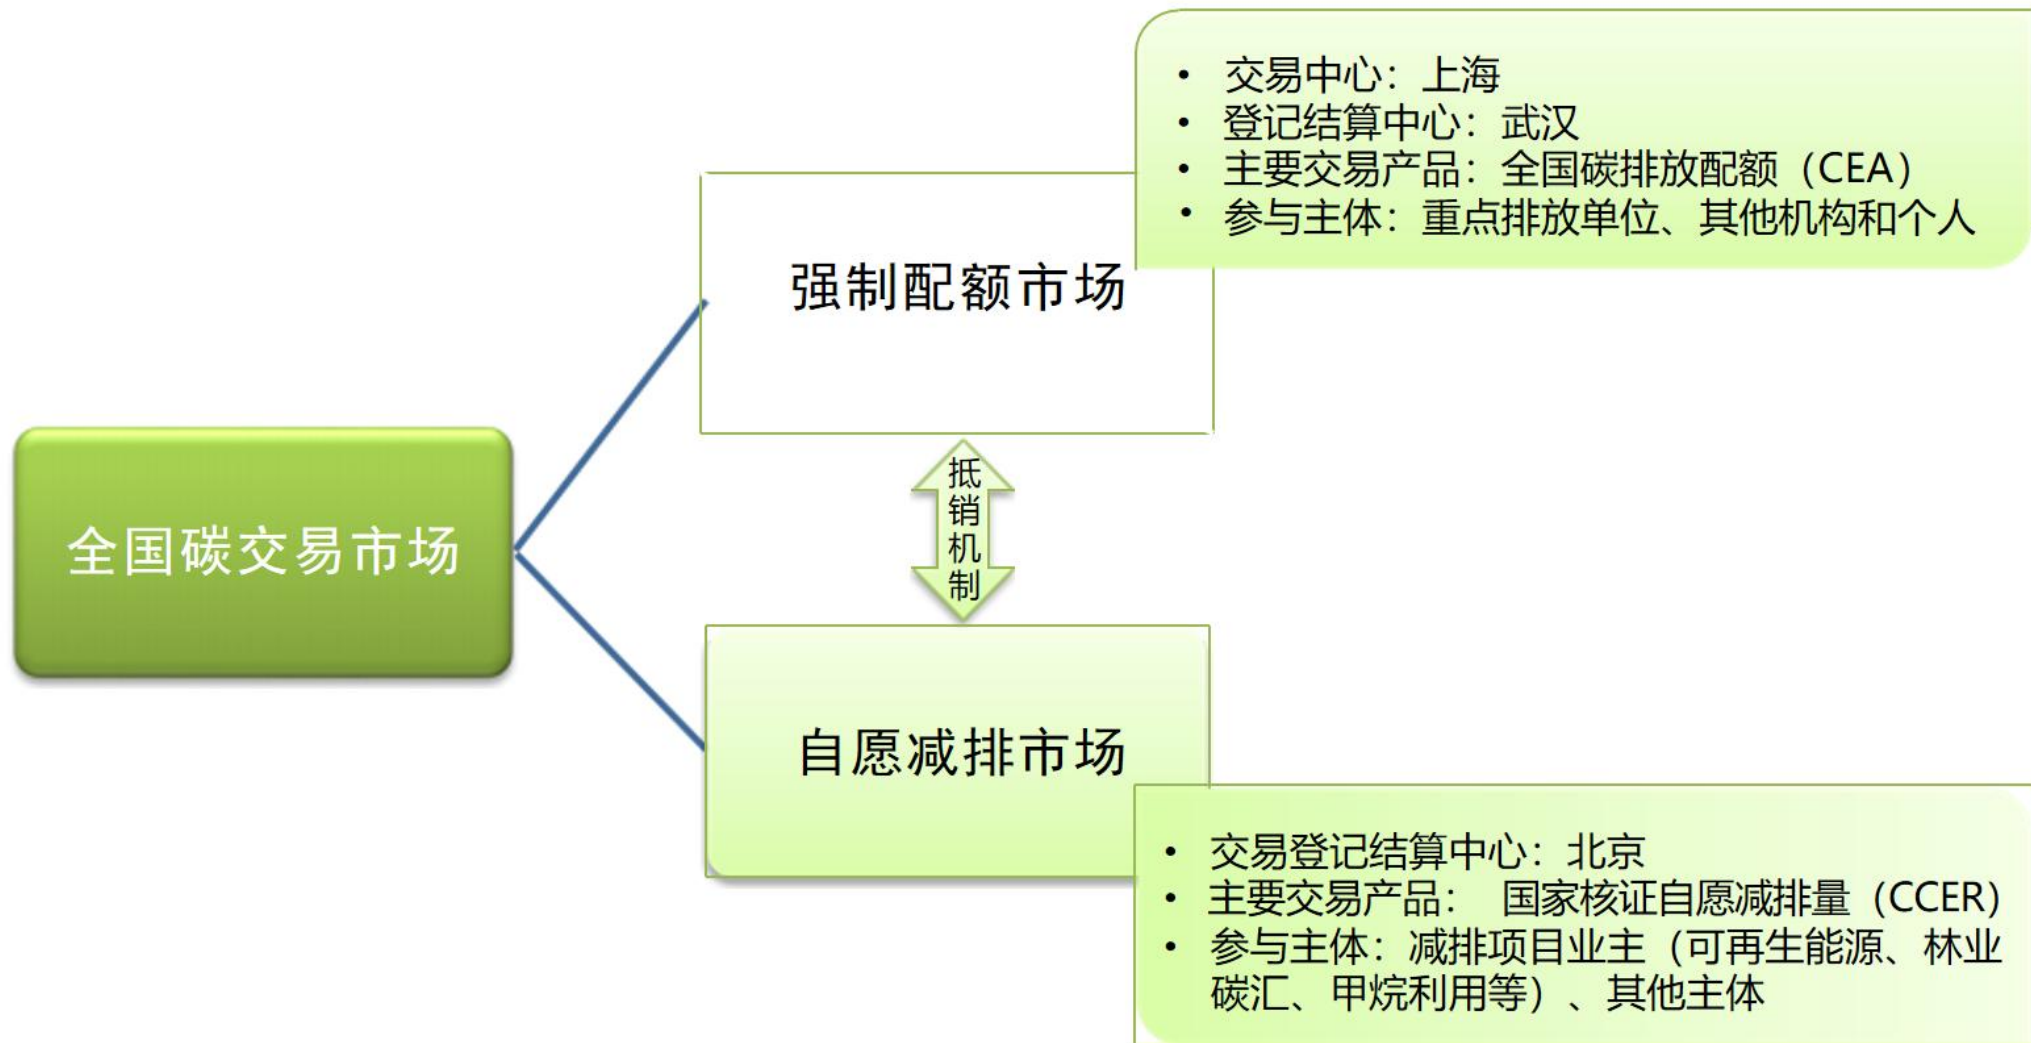 全国碳交易市场
强制配额市场
• 交易中心：上海
• 登记结算中心：武汉
• 主要交易产品：全国碳排放配额（CEA）
• 参与主体：重点排放单位、其他机构和个人
抵
销
机
制
自愿减排市场
• 交易登记结算中心：北京
• 主要交易产品： 国家核证自愿减排量（CCER）
• 参与主体：减排项目业主（可再生能源、林业
碳汇、甲烷利用等）、其他主体